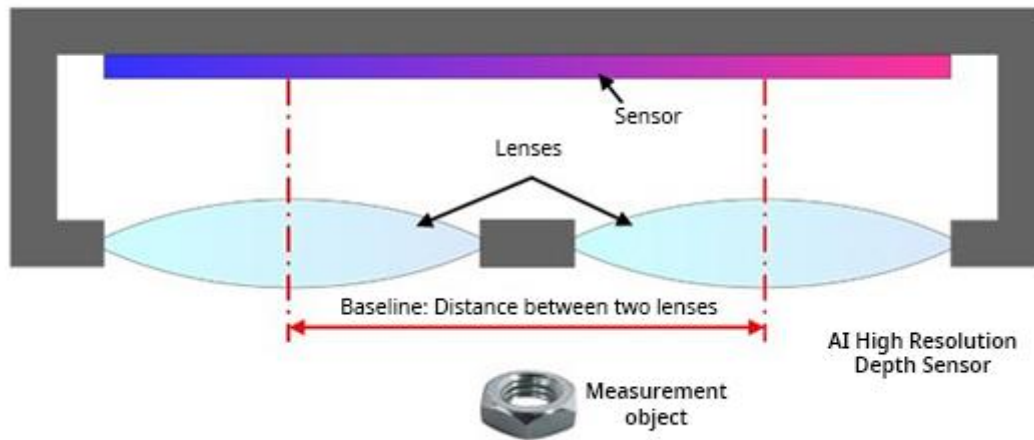 Sensor
Lenses
Baseline: Distance between two lenses
AI High Resolution
Depth Sensor
Measurement
object